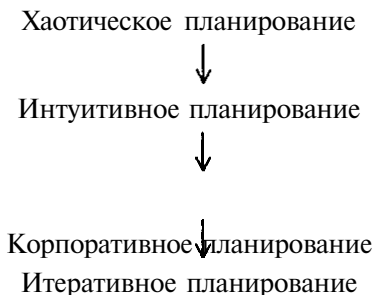 Хаотическое планирование
Интуитивное планирование
Корпоративное планирование
Итеративное планирование